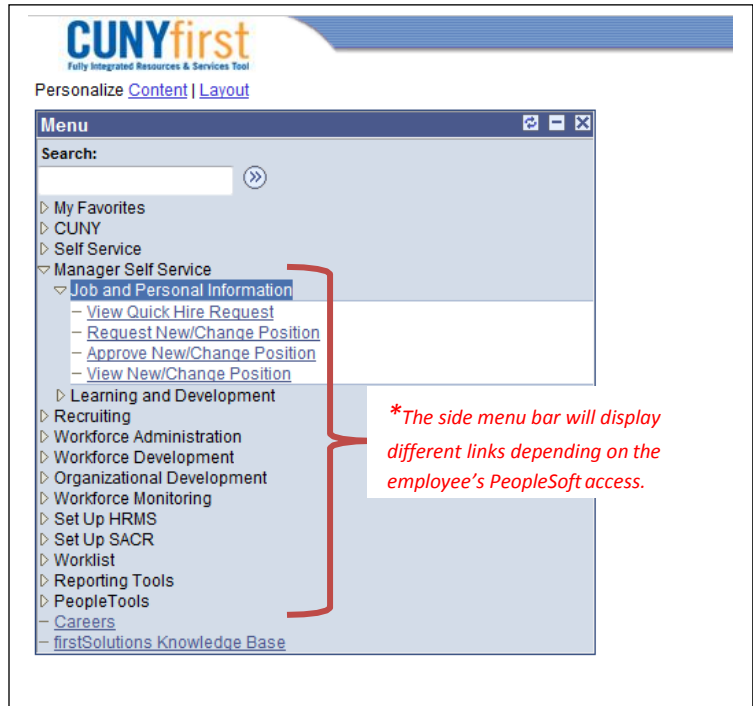 CUNYfirst
Fully Integrated Resources & Services Tool
Personalize Content | Layout
Menu
Search:
My Favorites
CUNY
Self Service
Manager Self Service
Job and Personal Information
– View Quick Hire Request
– Request New/Change Position
– Approve New/Change Position
– View New/Change Position
Learning and Development
Recruiting
Workforce Administration
Workforce Development
Organizational Development
Workforce Monitoring
Set Up HRMS
Set Up SACR
Worklist
Reporting Tools
PeopleTools
– Careers
– firstSolutions Knowledge Base
*The side menu bar will display
different links depending on the
employee's PeopleSoft access.